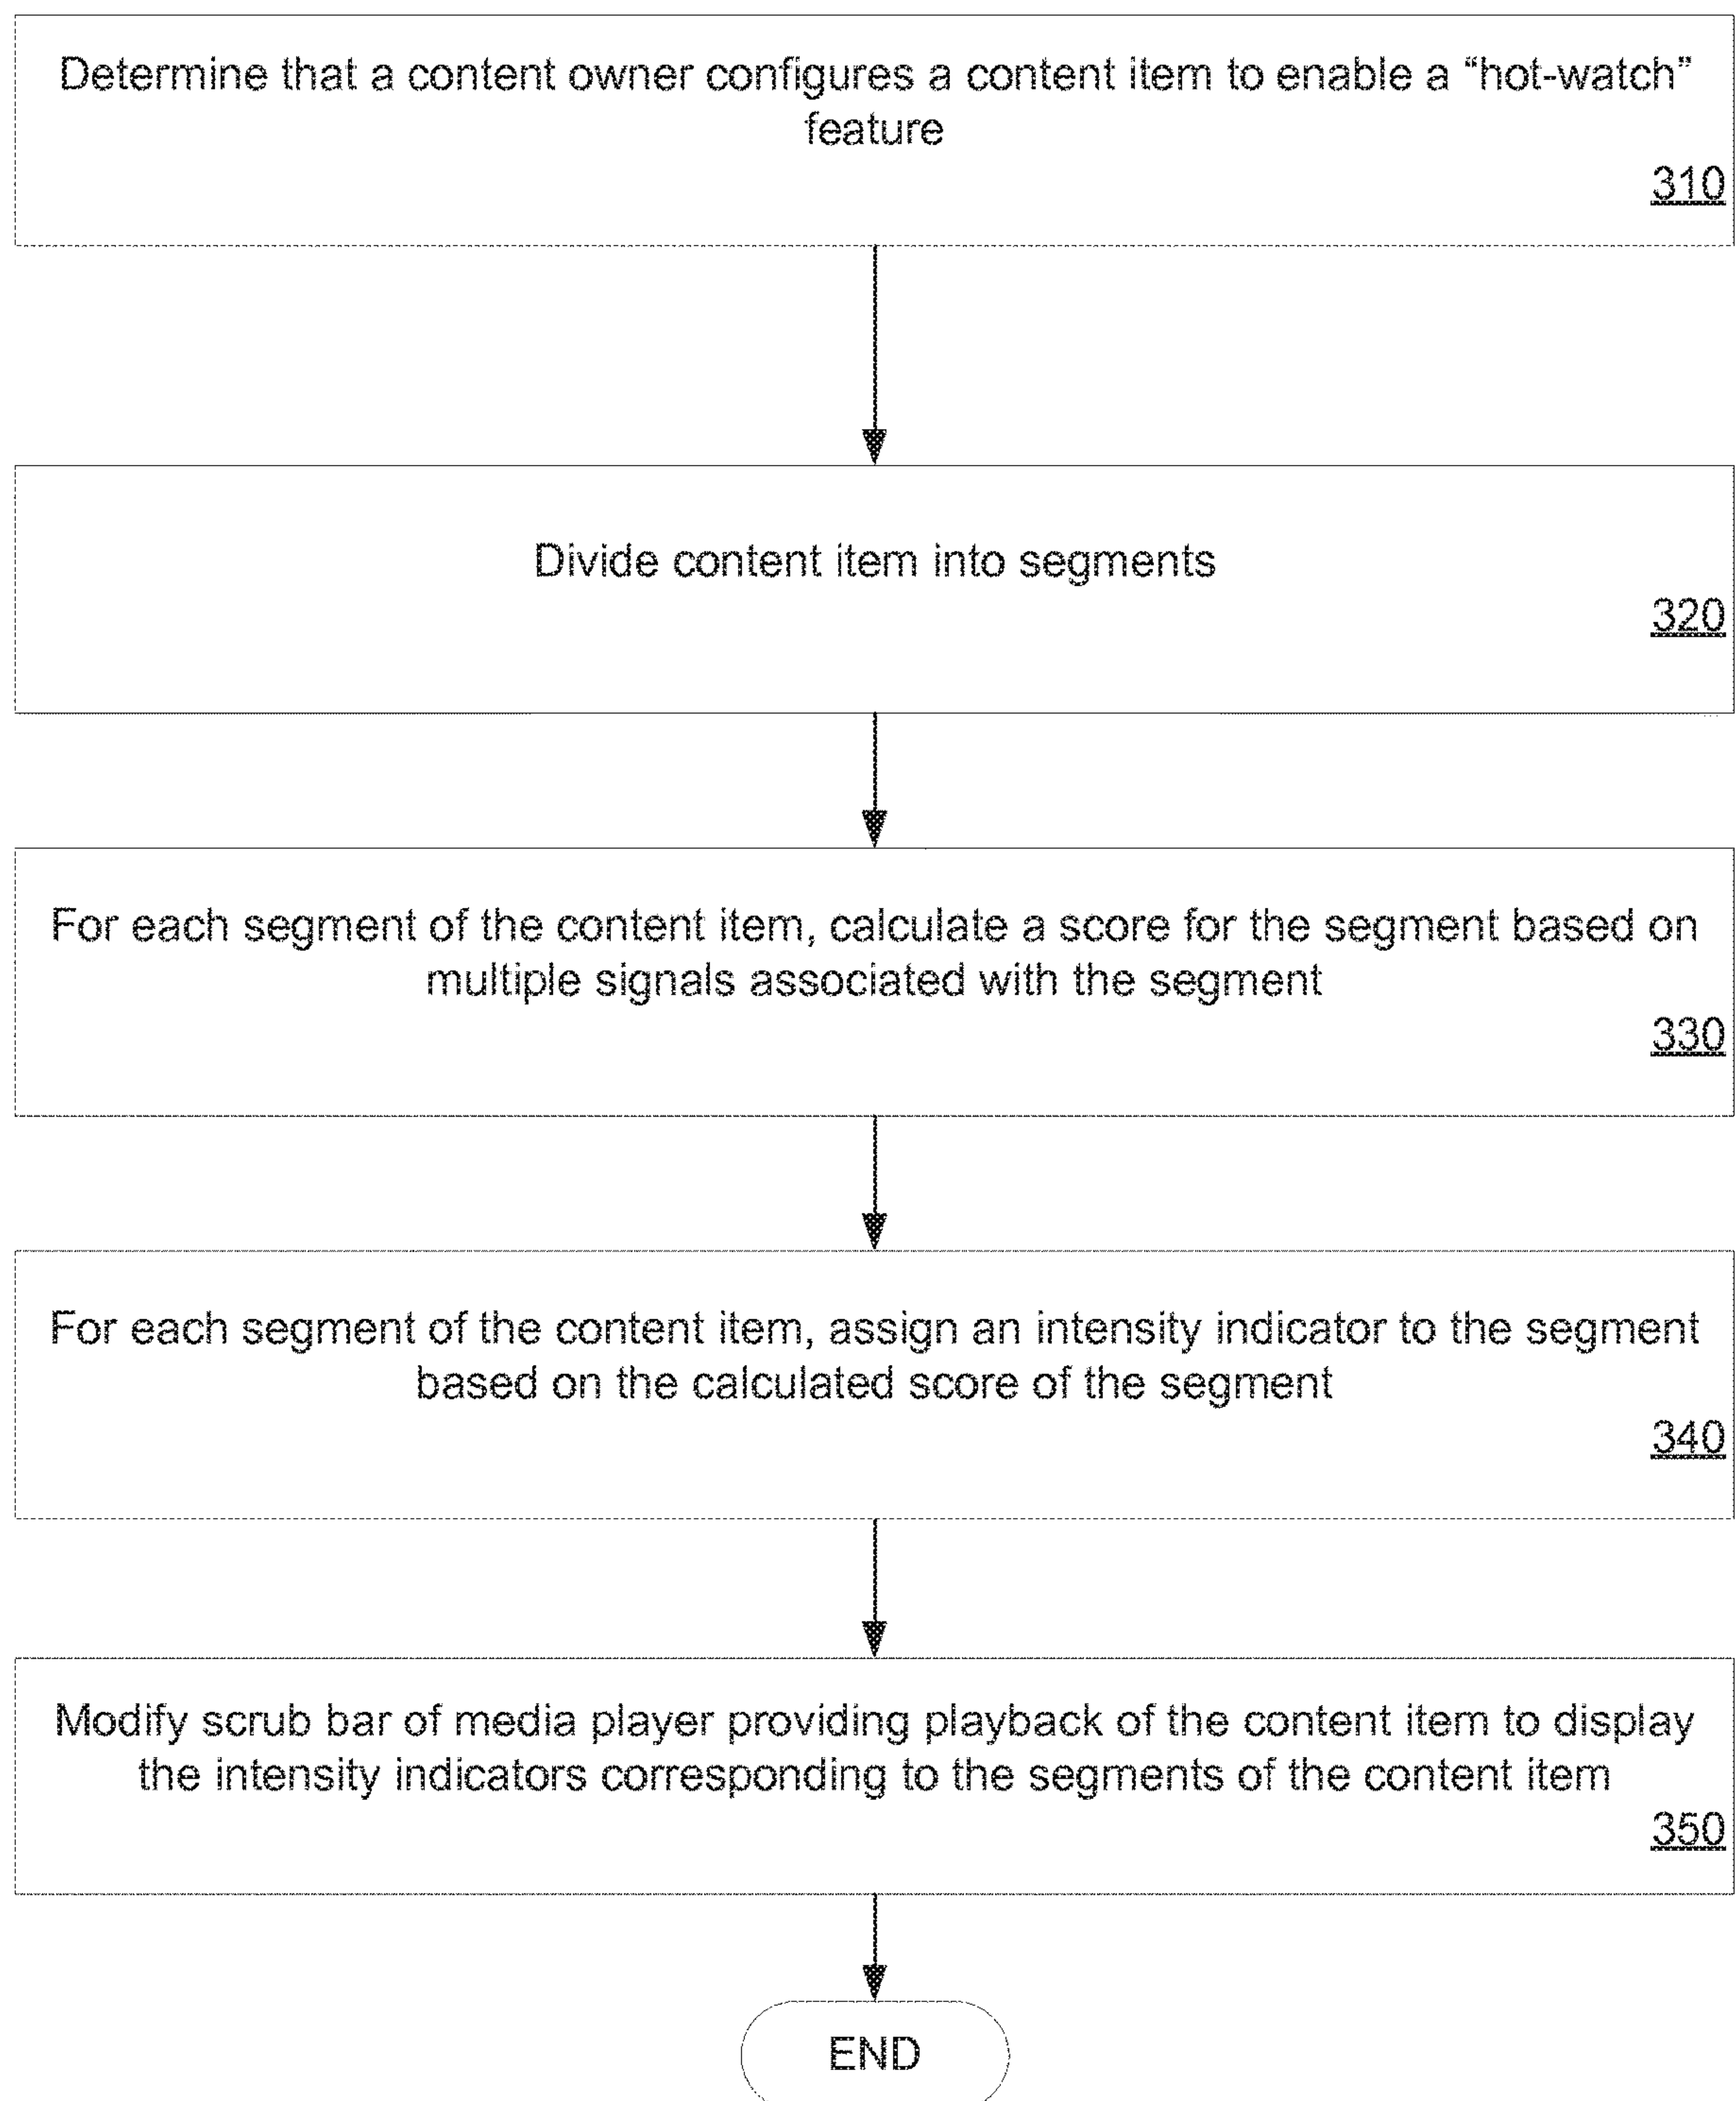 Determine that a content owner configures a content item to enable a “hot-watch”
feature
310
Divide content item into segments
320
For each segment of the content item, calculate a score for the segment based on
multiple signals associated with the segment
330
For each segment of the content item, assign an intensity indicator to the segment
based on the calculated score of the segment
340
Modify scrub bar of media player providing playback of the content item to display
the intensity indicators corresponding to the segments of the content item
350
END